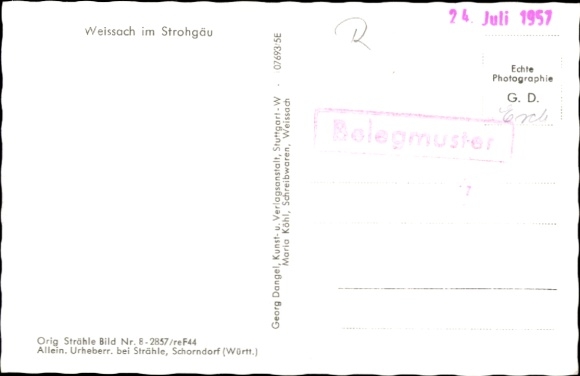 Weissach im Strohgäu
24. Juli 1957
R
Echte
Photographie
G. D.
Belegmuster
Georg Dangel, Kunst- u. Verlagsanstalt, Stuttgart-W · 07693/5E
Maria Köhl, Schreibwaren, Weissach
Orig Strähle Bild Nr. 8-2857/reF44
Allein. Urheberr. bei Strähle, Schorndorf (Württ.)